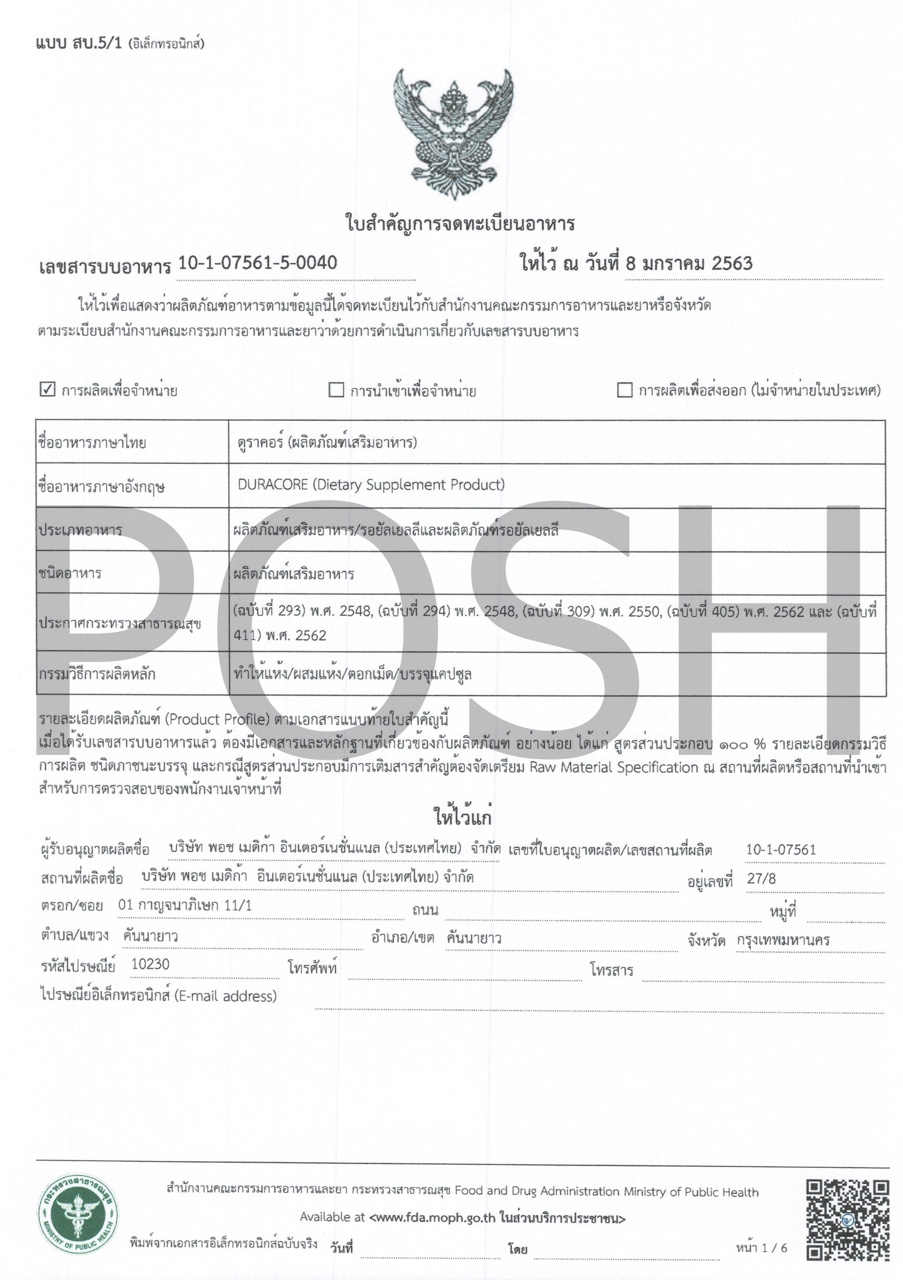 แบบ สบ.5/1 (อิเล็กทรอนิกส์)
ใบสำคัญการจดทะเบียนอาหาร
เลขสารบบอาหาร 10-1-07561-5-0040 ให้ไว้ ณ วันที่ 8 มกราคม 2563
ให้ไว้เพื่อแสดงว่าผลิตภัณฑ์อาหารตามข้อมูลนี้ได้จดทะเบียนไว้กับสำนักงานคณะกรรมการอาหารและยาหรือจังหวัด
ตามระเบียบสำนักงานคณะกรรมการอาหารและยาว่าด้วยการดำเนินการเกี่ยวกับเลขสารบบอาหาร
☑ การผลิตเพื่อจำหน่าย ☐ การนำเข้าเพื่อจำหน่าย ☐ การผลิตเพื่อส่งออก (ไม่จำหน่ายในประเทศ)
ชื่ออาหารภาษาไทย ดูราคอร์ (ผลิตภัณฑ์เสริมอาหาร)
ชื่ออาหารภาษาอังกฤษ DURACORE (Dietary Supplement Product)
ประเภทอาหาร ผลิตภัณฑ์เสริมอาหาร/รอยัลเยลลีและผลิตภัณฑ์รอยัลเยลลี
ชนิดอาหาร ผลิตภัณฑ์เสริมอาหาร
ประกาศกระทรวงสาธารณสุข (ฉบับที่ 293) พ.ศ. 2548, (ฉบับที่ 294) พ.ศ. 2548, (ฉบับที่ 309) พ.ศ. 2550, (ฉบับที่ 405) พ.ศ. 2562 และ (ฉบับที่
411) พ.ศ. 2562
กรรมวิธีการผลิตหลัก ทำให้แห้ง/ผสมแห้ง/ตอกเม็ด/บรรจุแคปซูล
POSH
รายละเอียดผลิตภัณฑ์ (Product Profile) ตามเอกสารแนบท้ายใบสำคัญนี้
เมื่อได้รับเลขสารบบอาหารแล้ว ต้องมีเอกสารและหลักฐานที่เกี่ยวข้องกับผลิตภัณฑ์ อย่างน้อย ได้แก่ สูตรส่วนประกอบ ๑๐๐ % รายละเอียดกรรมวิธี
การผลิต ชนิดภาชนะบรรจุ และกรณีสูตรส่วนประกอบมีการเติมสารสำคัญต้องจัดเตรียม Raw Material Specification ณ สถานที่ผลิตหรือสถานที่นำเข้า
สำหรับการตรวจสอบของพนักงานเจ้าหน้าที่
ให้ไว้แก่
ผู้รับอนุญาตผลิตชื่อ บริษัท พอช เมดิก้า อินเตอร์เนชั่นแนล (ประเทศไทย) จำกัด เลขที่ใบอนุญาตผลิต/เลขสถานที่ผลิต 10-1-07561
สถานที่ผลิตชื่อ บริษัท พอช เมดิก้า อินเตอร์เนชั่นแนล (ประเทศไทย) จำกัด อยู่เลขที่ 27/8
ตรอก/ซอย 01 กาญจนาภิเษก 11/1 ถนน หมู่ที่
ตำบล/แขวง คันนายาว อำเภอ/เขต คันนายาว จังหวัด กรุงเทพมหานคร
รหัสไปรษณีย์ 10230 โทรศัพท์ โทรสาร
ไปรษณีย์อิเล็กทรอนิกส์ (E-mail address)
กระทรวงสาธารณสุข
MINISTRY OF PUBLIC HEALTH
สำนักงานคณะกรรมการอาหารและยา กระทรวงสาธารณสุข Food and Drug Administration Ministry of Public Health
Available at <www.fda.moph.go.th ในส่วนบริการประชาชน>
พิมพ์จากเอกสารอิเล็กทรอนิกส์ฉบับจริง วันที่ โดย หน้า 1 / 6